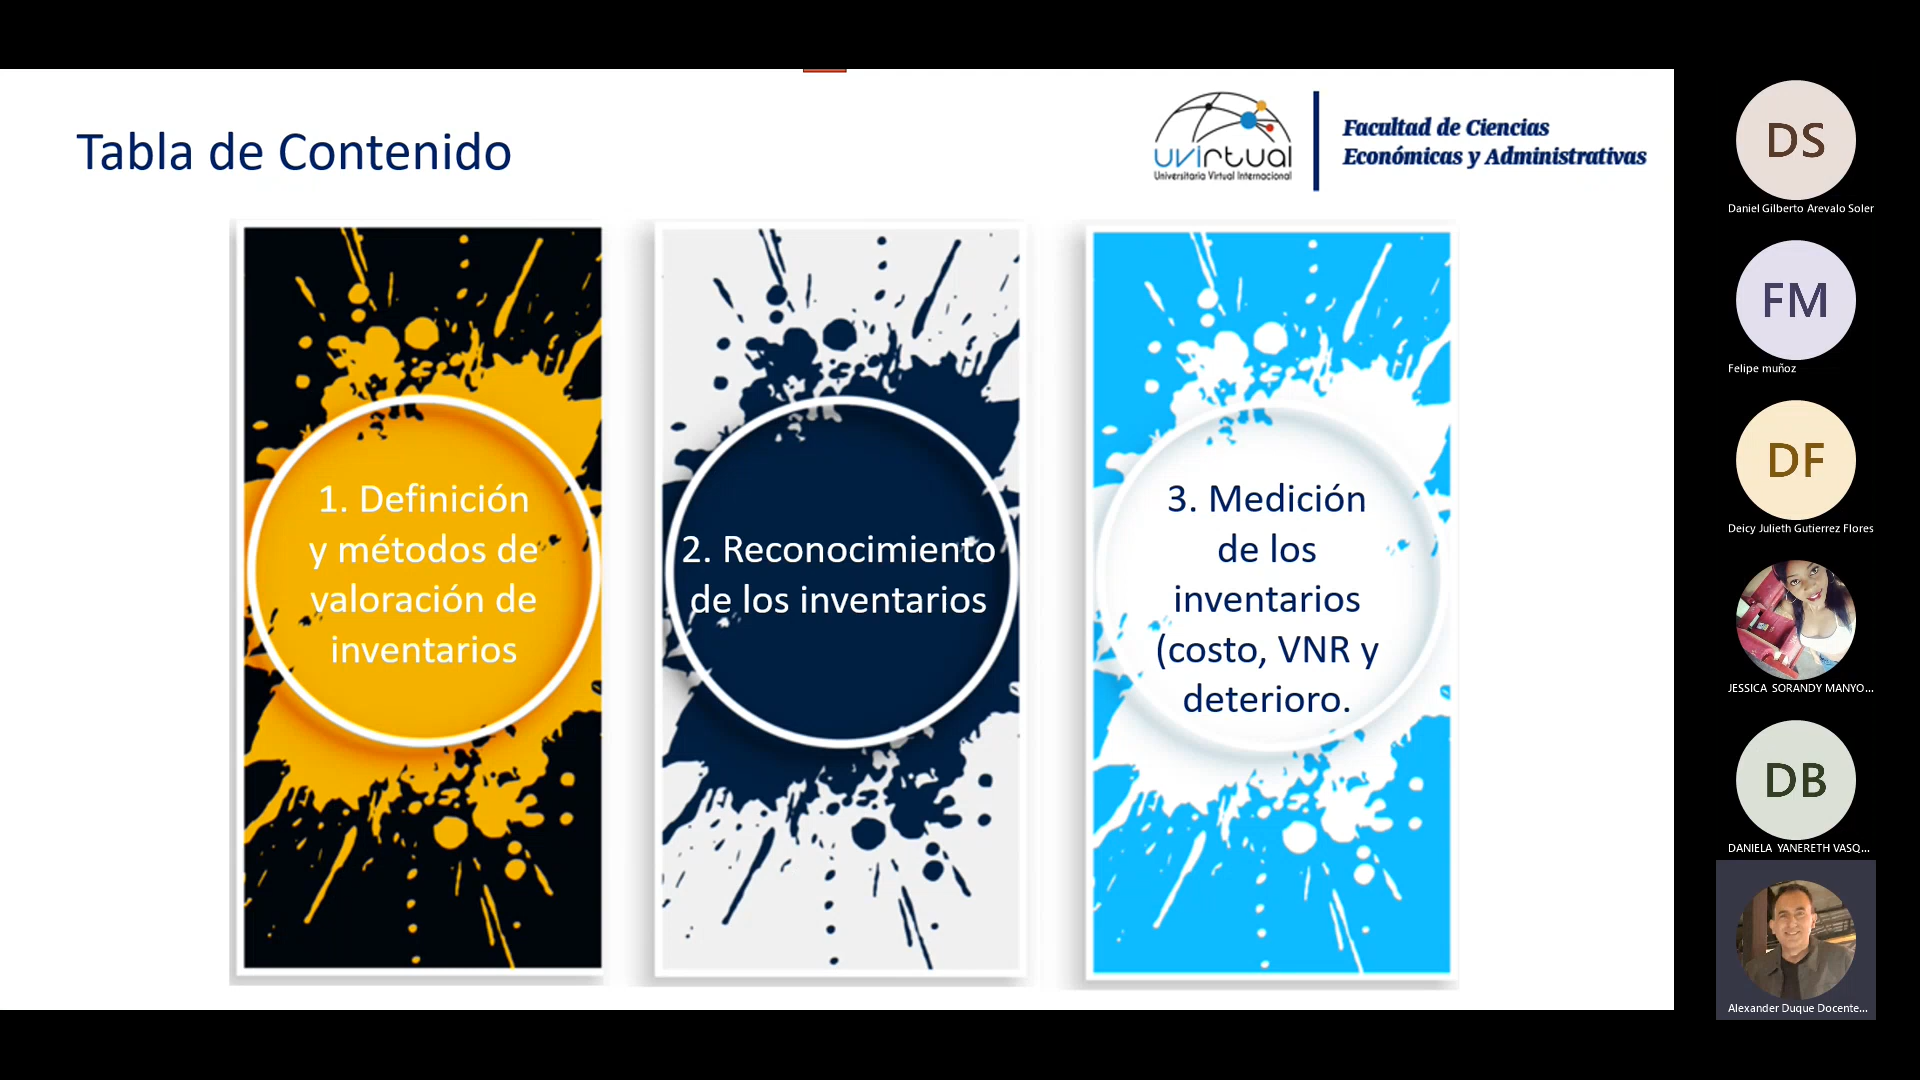 Tabla de Contenido
uvirtual
Universitaria Virtual Internacional
Facultad de Ciencias
Económicas y Administrativas
1. Definición
y métodos de
valoración de
inventarios
2. Reconocimiento
de los inventarios
3. Medición
de los
inventarios
(costo, VNR y
deterioro.
DS
Daniel Gilberto Arevalo Soler
FM
Felipe muñoz
DF
Deicy Julieth Gutierrez Flores
JESSICA SORANDY MANYO...
DB
DANIELA YANERETH VASQ...
Alexander Duque Docente...